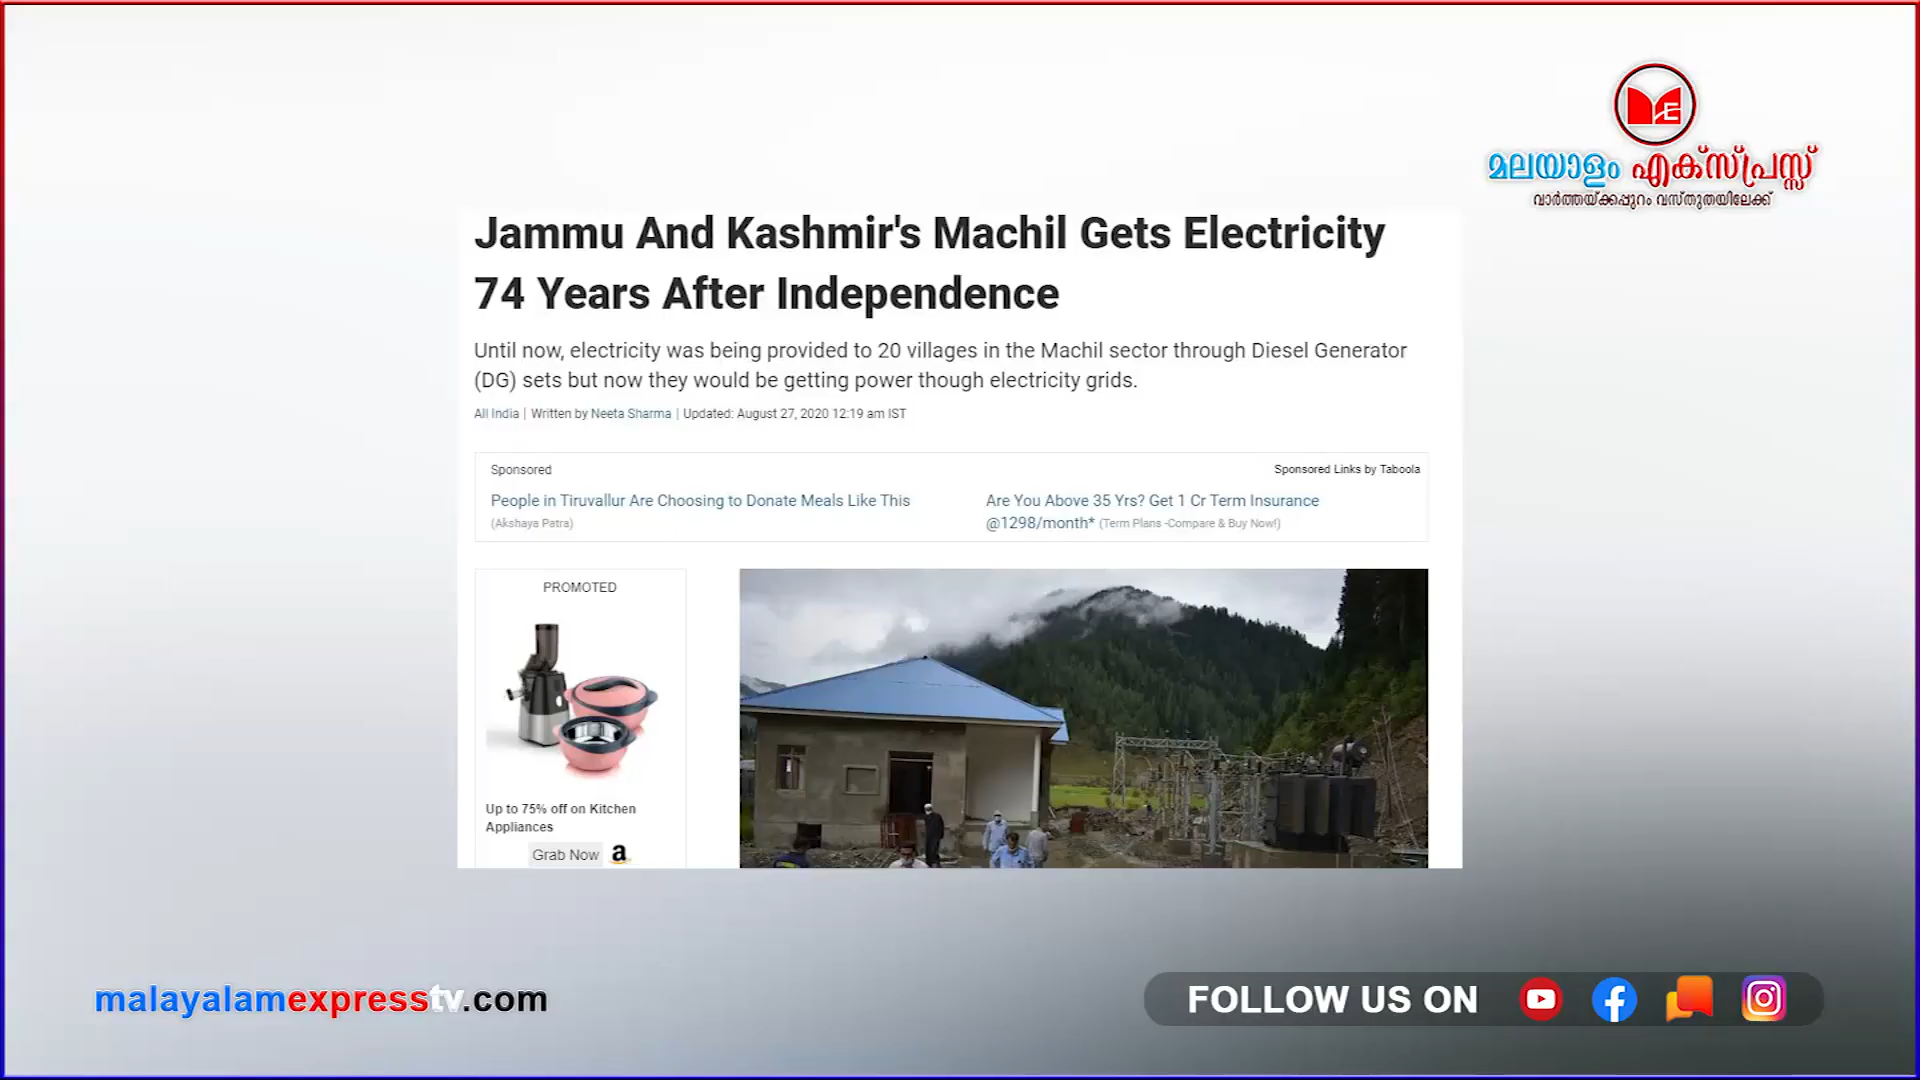 മലയാളം എക്സ്പ്രസ്സ്
വാർത്തയ്ക്കപ്പുറം വസ്തുതയിലേക്ക്
Jammu And Kashmir's Machil Gets Electricity
74 Years After Independence
Until now, electricity was being provided to 20 villages in the Machil sector through Diesel Generator
(DG) sets but now they would be getting power though electricity grids.
All India | Written by Neeta Sharma | Updated: August 27, 2020 12:19 am IST
Sponsored
Sponsored Links by Taboola
People in Tiruvallur Are Choosing to Donate Meals Like This
(Akshaya Patra)
Are You Above 35 Yrs? Get 1 Cr Term Insurance
@1298/month* (Term Plans -Compare & Buy Now!)
PROMOTED
Up to 75% off on Kitchen
Appliances
Grab Now
malayalamexpresstv.com
FOLLOW US ON